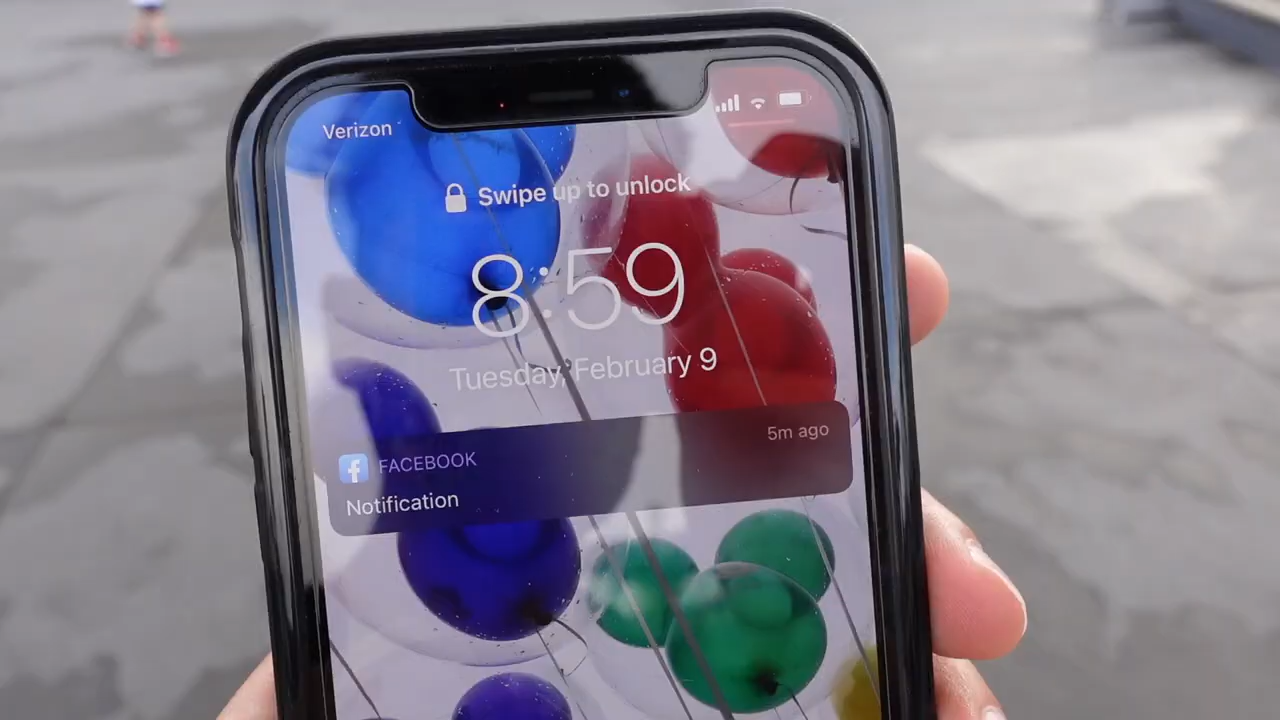 Verizon
Swipe up to unlock
8:59
Tuesday, February 9
FACEBOOK
5m ago
Notification